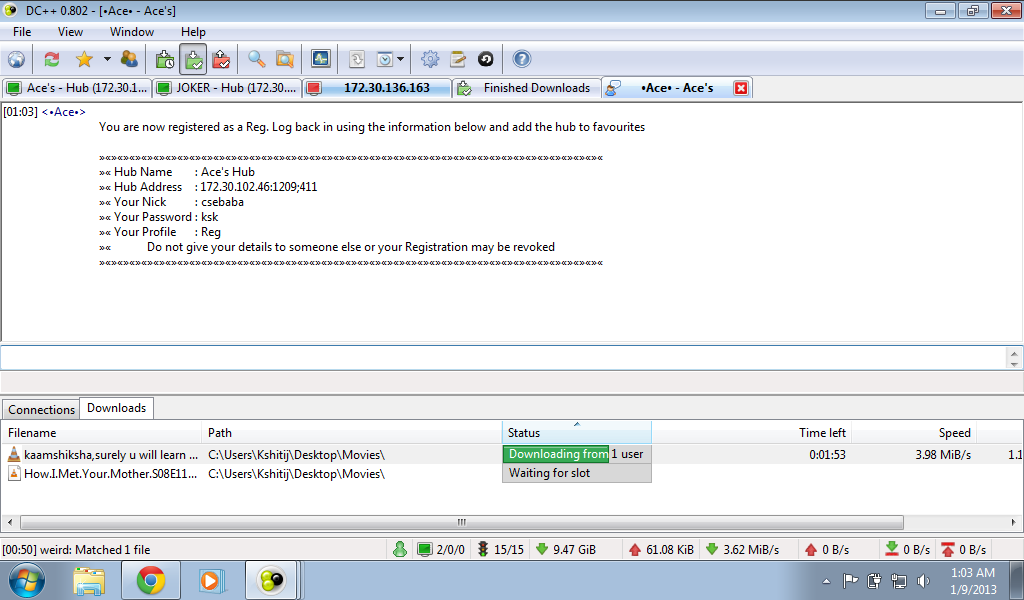 DC++ 0.802 - [•Ace• - Ace's]
File View Window Help
Ace's - Hub (172.30.1... JOKER - Hub (172.30.... 172.30.136.163 Finished Downloads •Ace• - Ace's
[01:03] <•Ace•>
You are now registered as a Reg. Log back in using the information below and add the hub to favourites
»«»«»«»«»«»«»«»«»«»«»«»«»«»«»«»«»«»«»«»«»«»«»«»«»«»«»«»«»«»«»«»«»«»«»«»«»«»«»«»«»«»«
»« Hub Name : Ace's Hub
»« Hub Address : 172.30.102.46:1209;411
»« Your Nick : csebaba
»« Your Password : ksk
»« Your Profile : Reg
»« Do not give your details to someone else or your Registration may be revoked
»«»«»«»«»«»«»«»«»«»«»«»«»«»«»«»«»«»«»«»«»«»«»«»«»«»«»«»«»«»«»«»«»«»«»«»«»«»«»«»«»«»«
Connections Downloads
Filename Path Status Time left Speed
kaamshiksha,surely u will learn ... C:\Users\Kshitij\Desktop\Movies\ Downloading from 1 user 0:01:53 3.98 MiB/s 1.1
How.I.Met.Your.Mother.S08E11... C:\Users\Kshitij\Desktop\Movies\ Waiting for slot
[00:50] weird: Matched 1 file 2/0/0 15/15 9.47 GiB 61.08 KiB 3.62 MiB/s 0 B/s 0 B/s 0 B/s
1:03 AM
1/9/2013